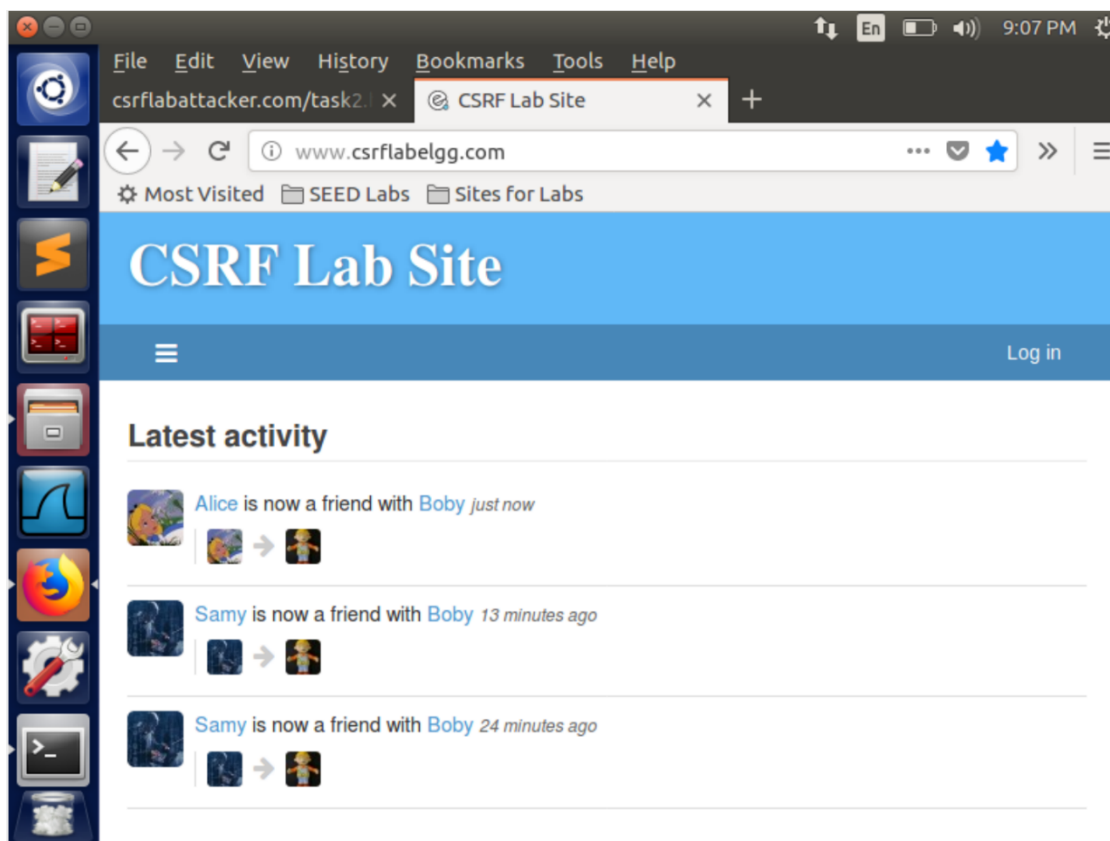 En 9:07 PM
File Edit View History Bookmarks Tools Help
csrflabattacker.com/task2. CSRF Lab Site
www.csrflabelgg.com
Most Visited SEED Labs Sites for Labs
CSRF Lab Site
Log in
Latest activity
Alice is now a friend with Boby just now
Samy is now a friend with Boby 13 minutes ago
Samy is now a friend with Boby 24 minutes ago